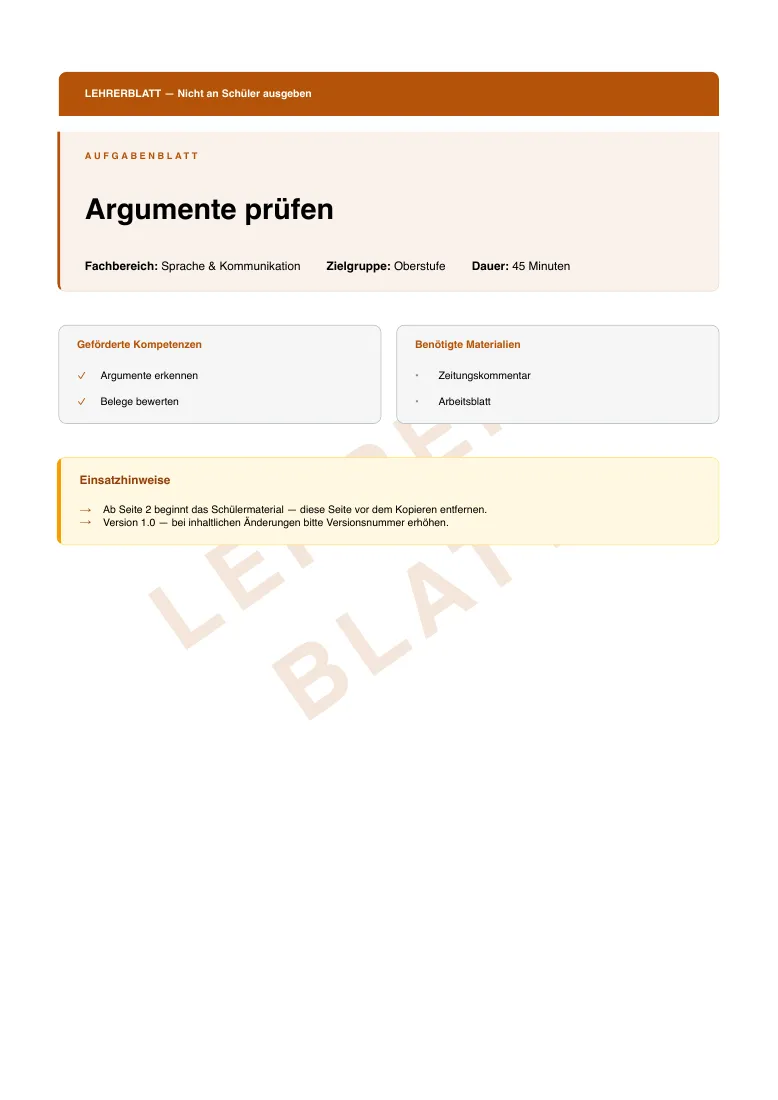 LEHRERBLATT — Nicht an Schüler ausgeben
AUFGABENBLATT
Argumente prüfen
Fachbereich: Sprache & Kommunikation Zielgruppe: Oberstufe Dauer: 45 Minuten
Geförderte Kompetenzen
✓ Argumente erkennen
✓ Belege bewerten
Benötigte Materialien
· Zeitungskommentar
· Arbeitsblatt
Einsatzhinweise
→ Ab Seite 2 beginnt das Schülermaterial — diese Seite vor dem Kopieren entfernen.
→ Version 1.0 — bei inhaltlichen Änderungen bitte Versionsnummer erhöhen.
BLATT